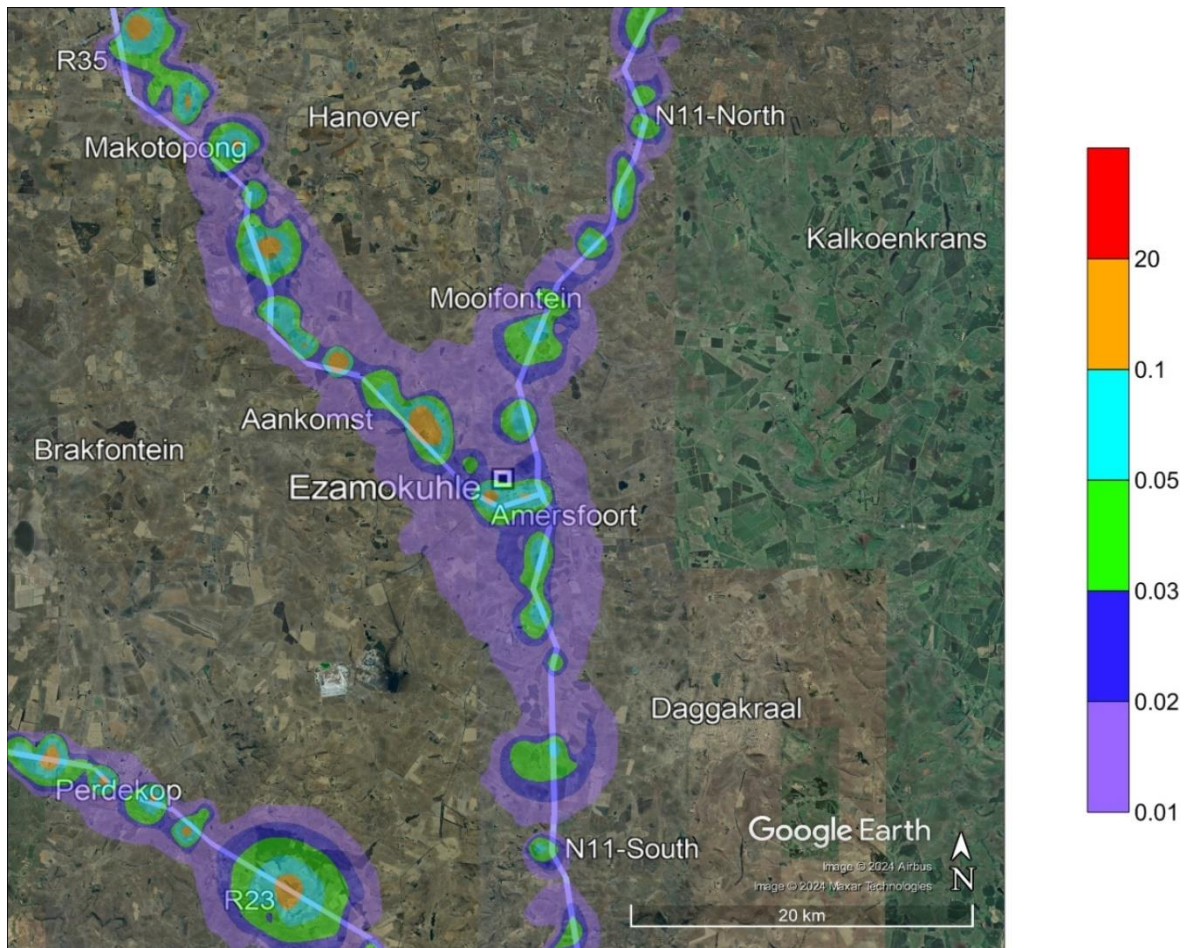 R35
Hanover
N11-North
Makotopong
Kalkoenkrans
Mooifontein
Aankomst
Brakfontein
Ezamokuhle
Amersfoort
Daggakraal
Perdekop
Google Earth
N11-South
Image © 2024 Airbus
Image © 2024 Maxar Technologies
N
R23
20 km
20
0.1
0.05
0.03
0.02
0.01